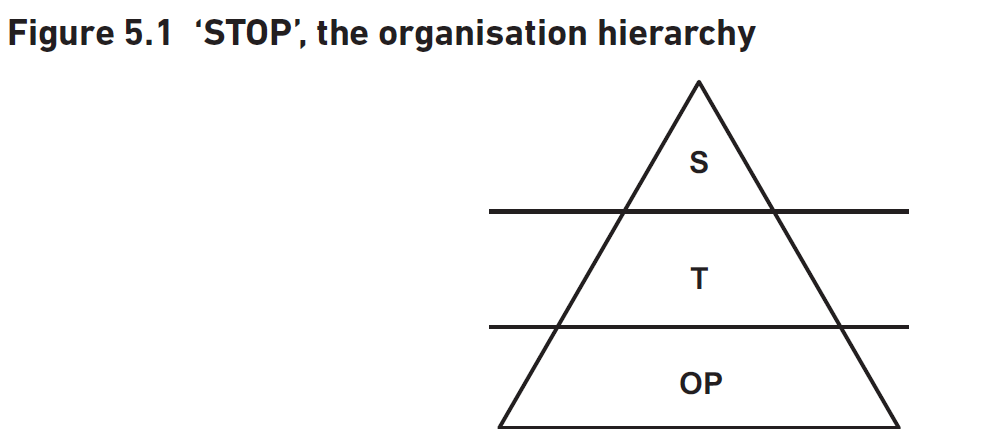 Figure 5.1 ‘STOP’, the organisation hierarchy
S
T
OP